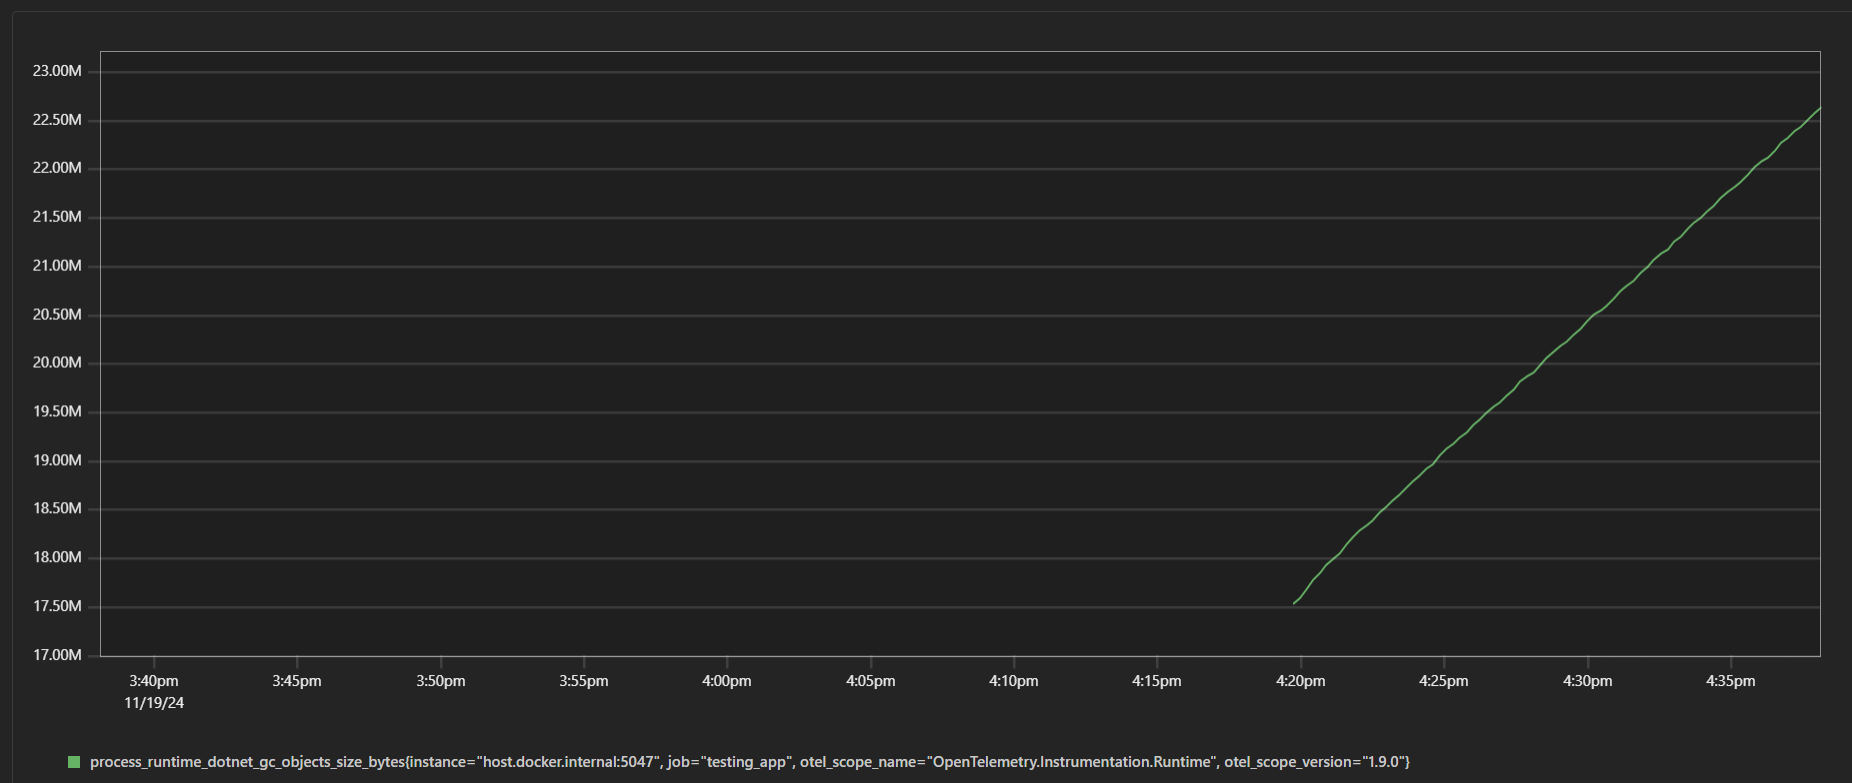 23.00M
22.50M
22.00M
21.50M
21.00M
20.50M
20.00M
19.50M
19.00M
18.50M
18.00M
17.50M
17.00M
3:40pm 3:45pm 3:50pm 3:55pm 4:00pm 4:05pm 4:10pm 4:15pm 4:20pm 4:25pm 4:30pm 4:35pm
11/19/24
process_runtime_dotnet_gc_objects_size_bytes{instance="host.docker.internal:5047", job="testing_app", otel_scope_name="OpenTelemetry.Instrumentation.Runtime", otel_scope_version="1.9.0"}